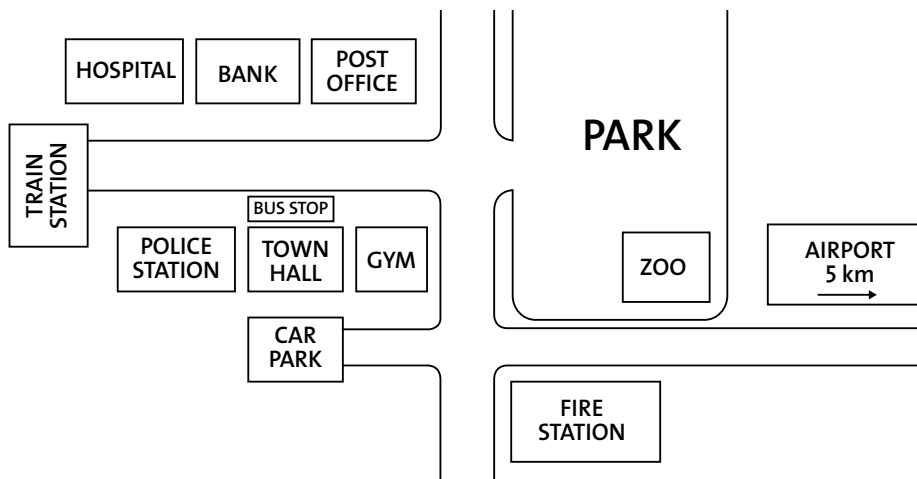 HOSPITAL
BANK
POST
OFFICE
PARK
TRAIN
STATION
BUS STOP
POLICE
STATION
TOWN
HALL
GYM
ZOO
AIRPORT
5 km
CAR
PARK
FIRE
STATION